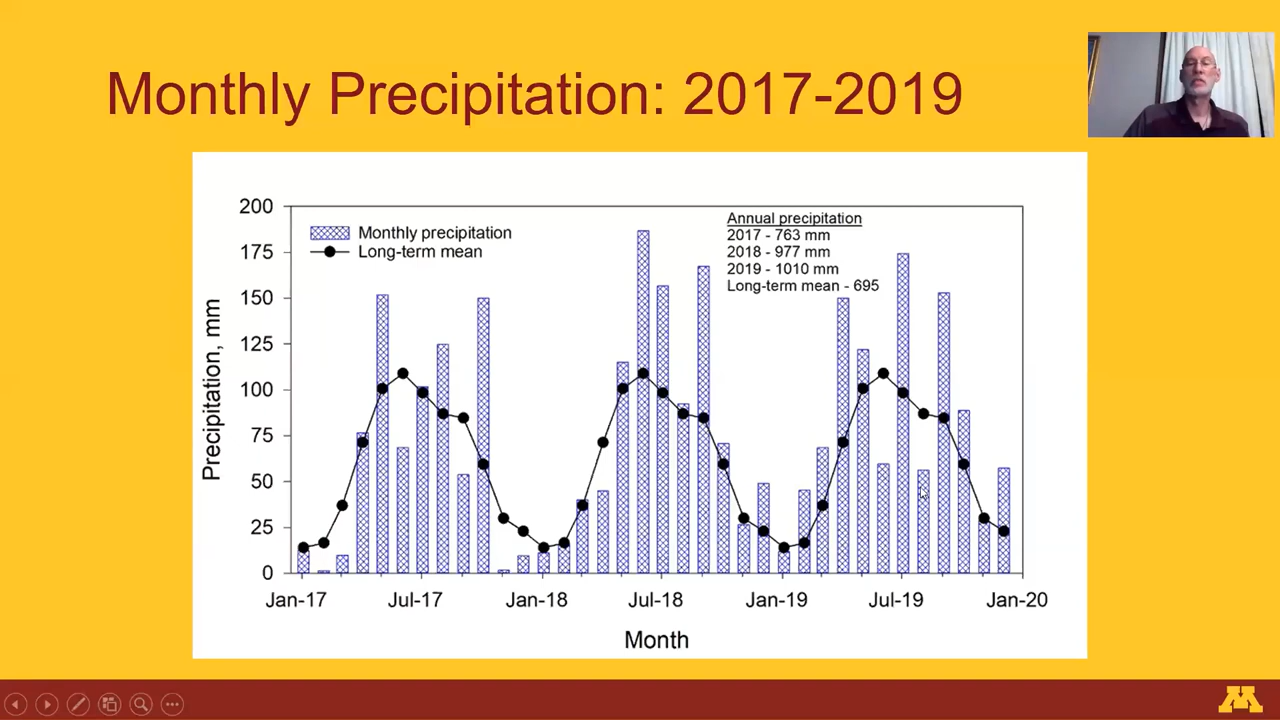 Monthly Precipitation: 2017-2019
Precipitation, mm
200
175
150
125
100
75
50
25
0
Monthly precipitation
Long-term mean
Annual precipitation
2017 - 763 mm
2018 - 977 mm
2019 - 1010 mm
Long-term mean - 695
Jan-17 Jul-17 Jan-18 Jul-18 Jan-19 Jul-19 Jan-20
Month
M